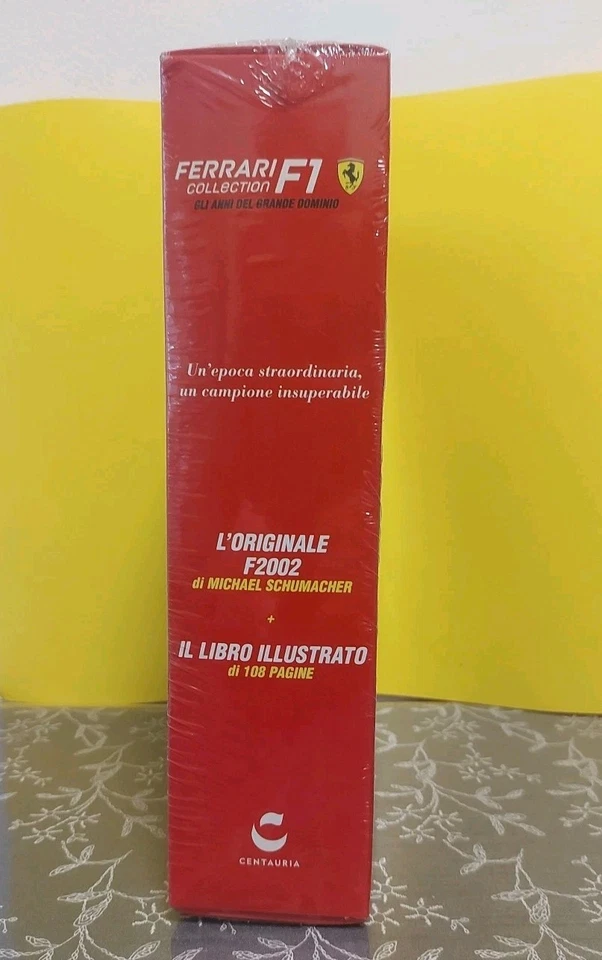 FERRARI F1
COLLECTION
GLI ANNI DEL GRANDE DOMINIO
Un'epoca straordinaria,
un campione insuperabile
L'ORIGINALE
F2002
di MICHAEL SCHUMACHER
+
IL LIBRO ILLUSTRATO
di 108 PAGINE
CENTAURIA